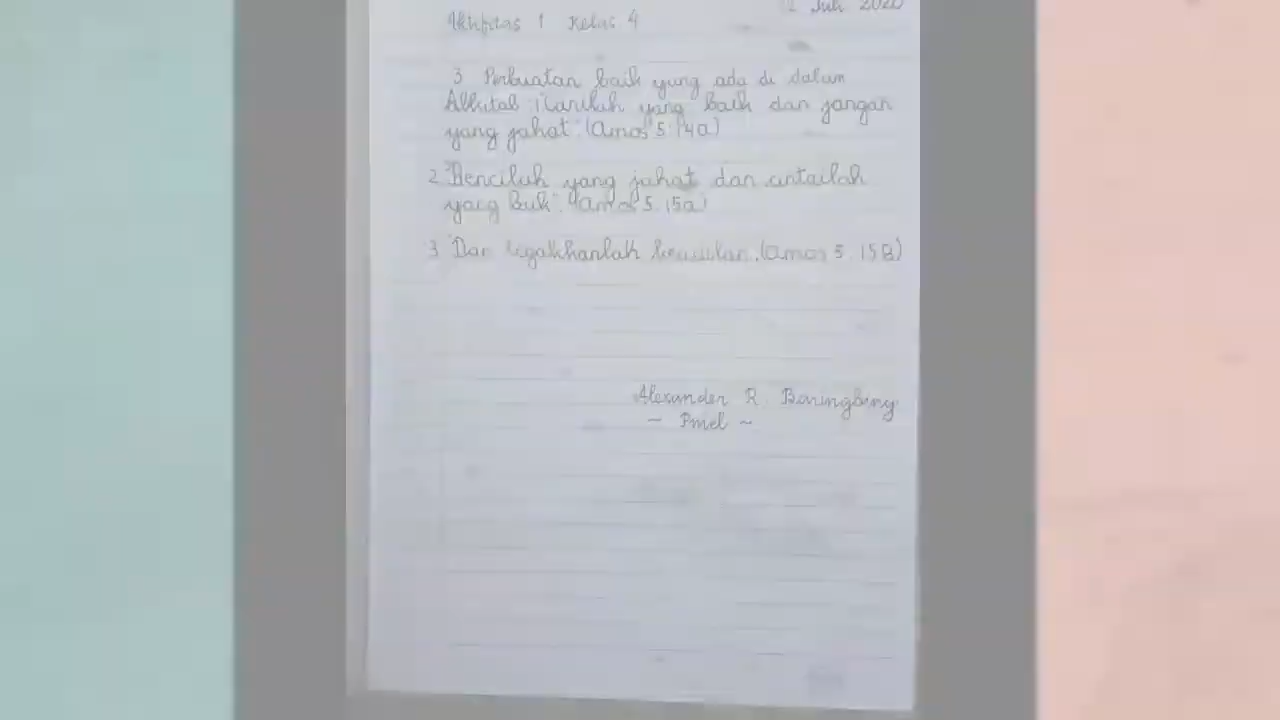 Juli 2020
Aktifitas 1 Kelas 4
3 Perbuatan baik yang ada di dalam
Alkitab : "Carilah yang baik dan jangan
yang jahat". (Amos 5:14a)
2. "Bencilah yang jahat dan cintailah
yang baik". (Amos 5:15a)
3. "Dan tegakkanlah keadilan. (Amos 5:15B)
Alexander R. Baringbing
~ Pmel ~